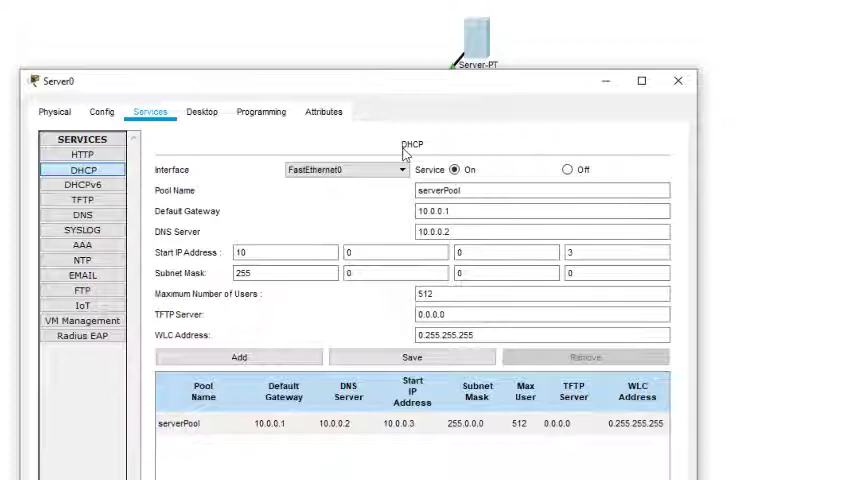 Server-PT
Server0
Physical Config Services Desktop Programming Attributes
SERVICES
HTTP
DHCP
DHCPv6
TFTP
DNS
SYSLOG
AAA
NTP
EMAIL
FTP
IoT
VM Management
Radius EAP
DHCP
Interface FastEthernet0 Service On Off
Pool Name serverPool
Default Gateway 10.0.0.1
DNS Server 10.0.0.2
Start IP Address : 10 0 0 3
Subnet Mask: 255 0 0 0
Maximum Number of Users : 512
TFTP Server: 0.0.0.0
WLC Address: 0.255.255.255
Add Save Remove
Pool Name Default Gateway DNS Server Start IP Address Subnet Mask Max User TFTP Server WLC Address
serverPool 10.0.0.1 10.0.0.2 10.0.0.3 255.0.0.0 512 0.0.0.0 0.255.255.255